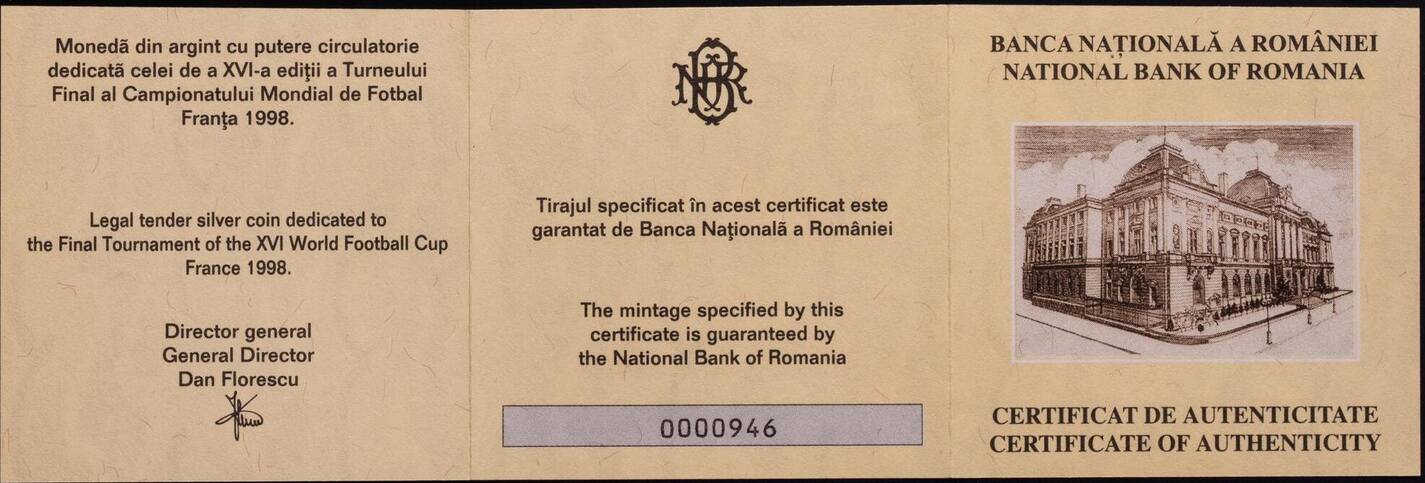 Monedã din argint cu putere circulatorie
dedicatã celei de a XVI-a ediţii a Turneului
Final al Campionatului Mondial de Fotbal
Franţa 1998.
Legal tender silver coin dedicated to
the Final Tournament of the XVI World Football Cup
France 1998.
Director general
General Director
Dan Florescu
NBR
Tirajul specificat în acest certificat este
garantat de Banca Naţionalã a României
The mintage specified by this
certificate is guaranteed by
the National Bank of Romania
0000946
BANCA NAȚIONALĂ A ROMÂNIEI
NATIONAL BANK OF ROMANIA
CERTIFICAT DE AUTENTICITATE
CERTIFICATE OF AUTHENTICITY